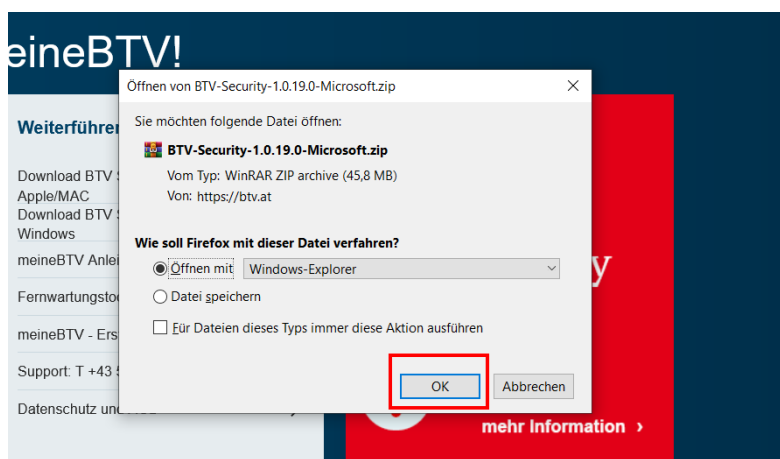 eineBTV!
Öffnen von BTV-Security-1.0.19.0-Microsoft.zip
Sie möchten folgende Datei öffnen:
BTV-Security-1.0.19.0-Microsoft.zip
Vom Typ: WinRAR ZIP archive (45,8 MB)
Von: https://btv.at
Wie soll Firefox mit dieser Datei verfahren?
Öffnen mit Windows-Explorer
Datei speichern
Für Dateien dieses Typs immer diese Aktion ausführen
OK Abbrechen
Weiterführe
Download BTV
Apple/MAC
Download BTV
Windows
meineBTV Anlei
Fernwartungsto
meineBTV - Ers
Support: T +43
Datenschutz un
y
mehr Information ›